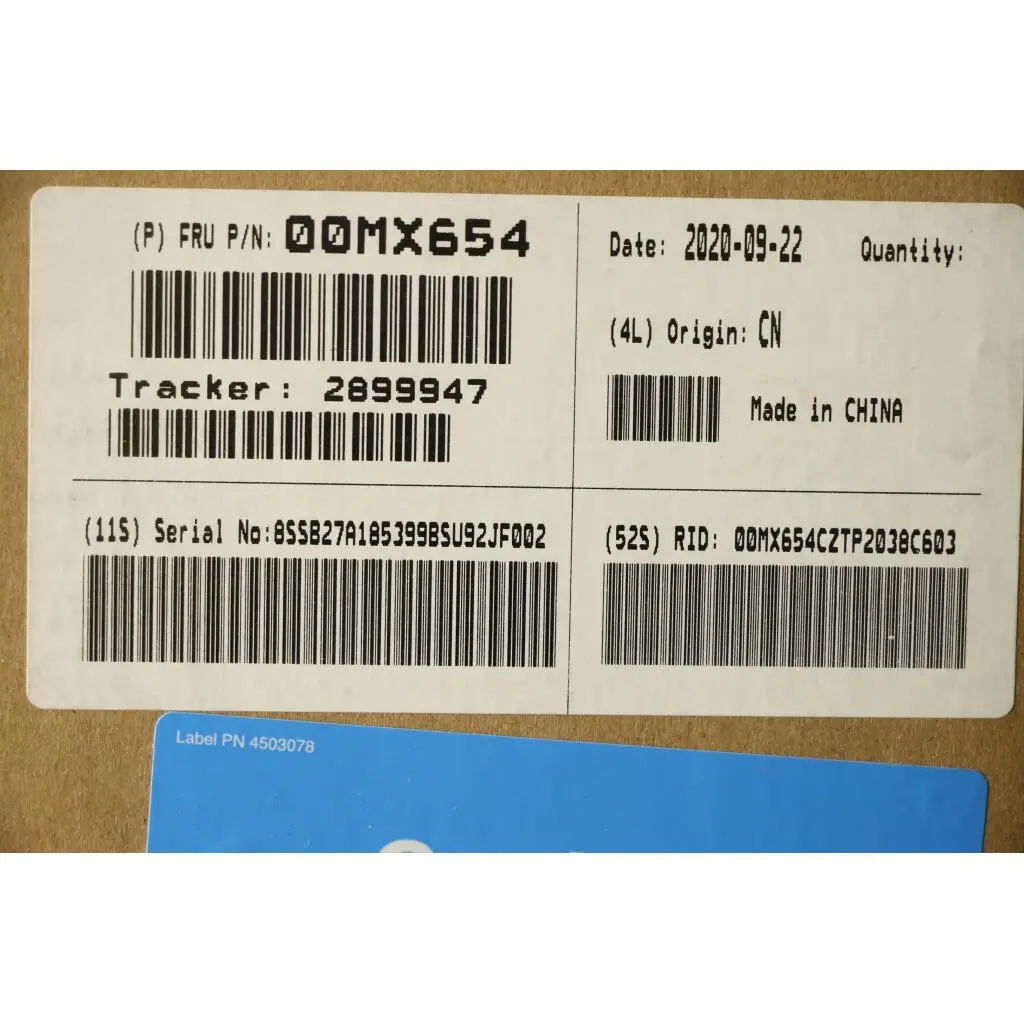 (P) FRU P/N: 00MX654
Tracker: 2899947
Date: 2020-09-22 Quantity:
(4L) Origin: CN
Made in CHINA
(11S) Serial No:8SSB27A185399BSU92JF002
(52S) RID: 00MX654CZTP2038C603
Label PN 4503078